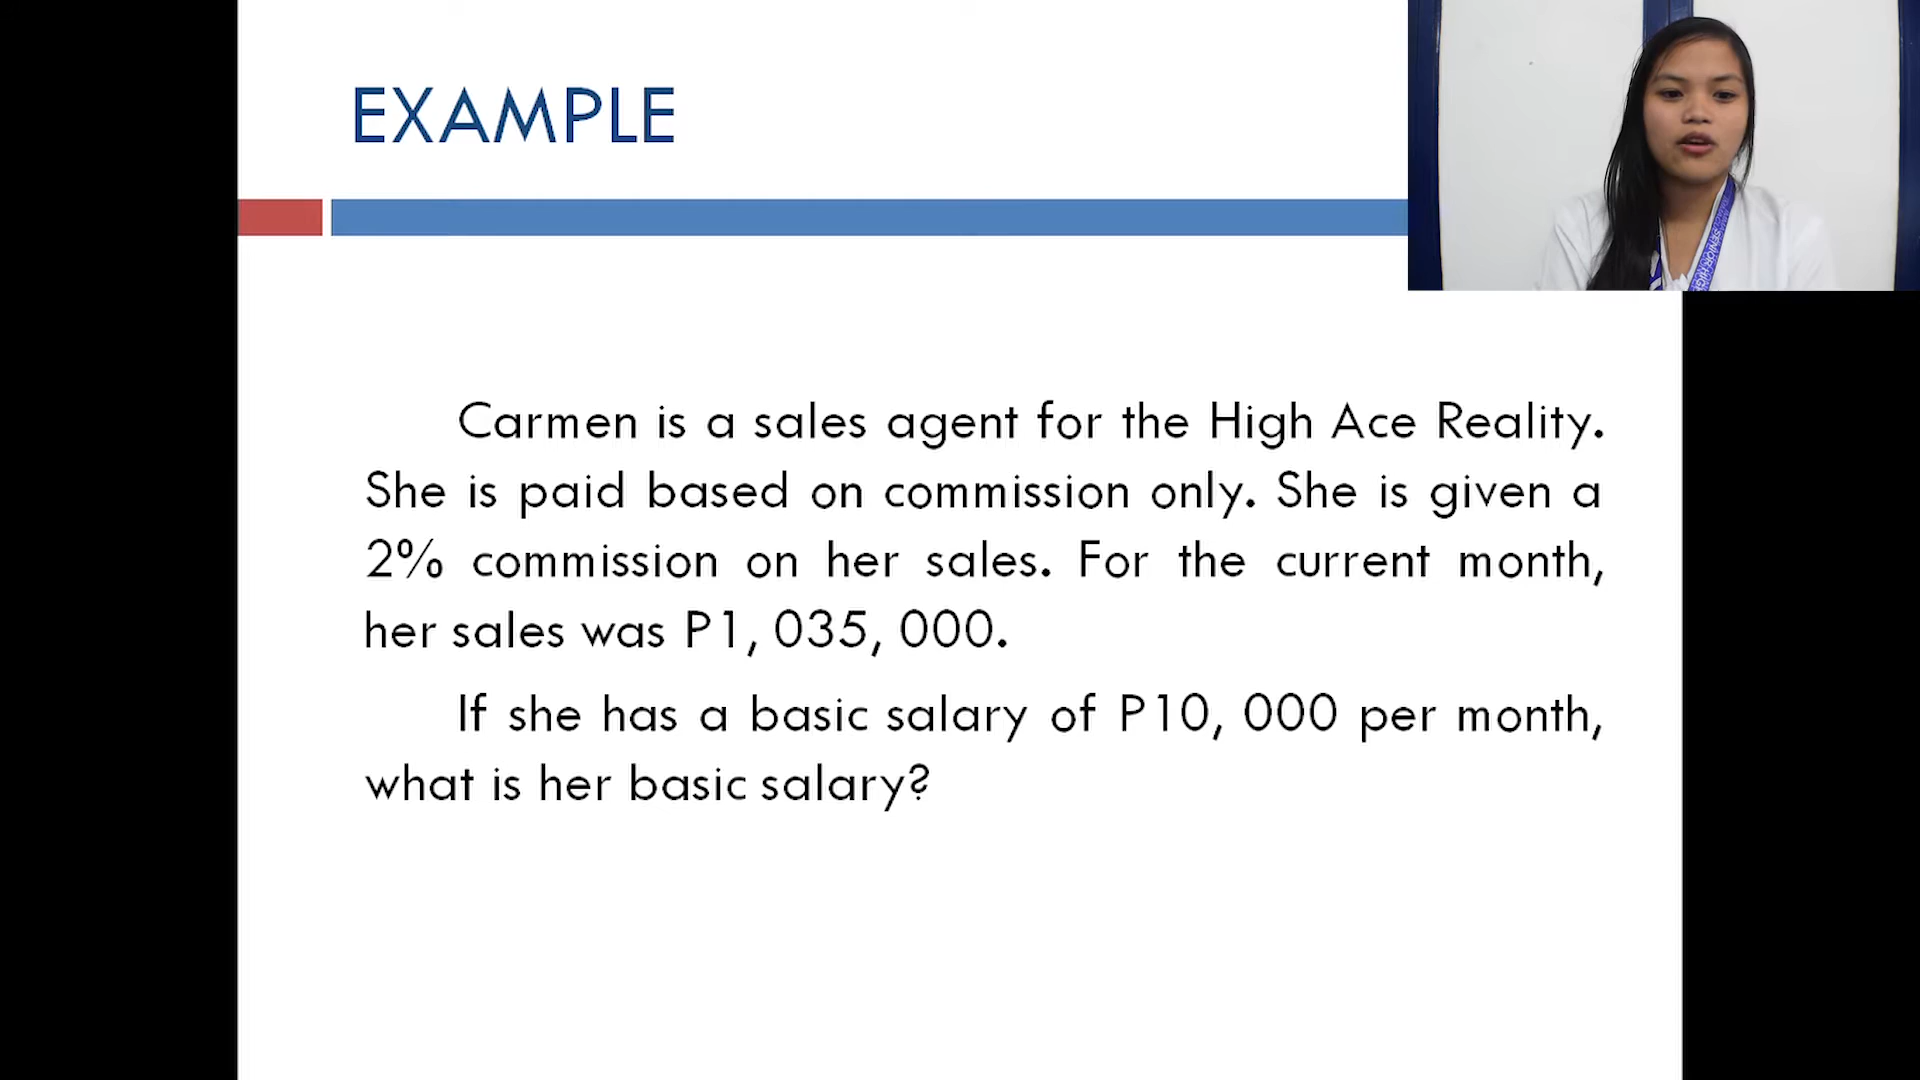 EXAMPLE
Carmen is a sales agent for the High Ace Reality.
She is paid based on commission only. She is given a
2% commission on her sales. For the current month,
her sales was P1, 035, 000.
If she has a basic salary of P10, 000 per month,
what is her basic salary?
SENIOR HIGH